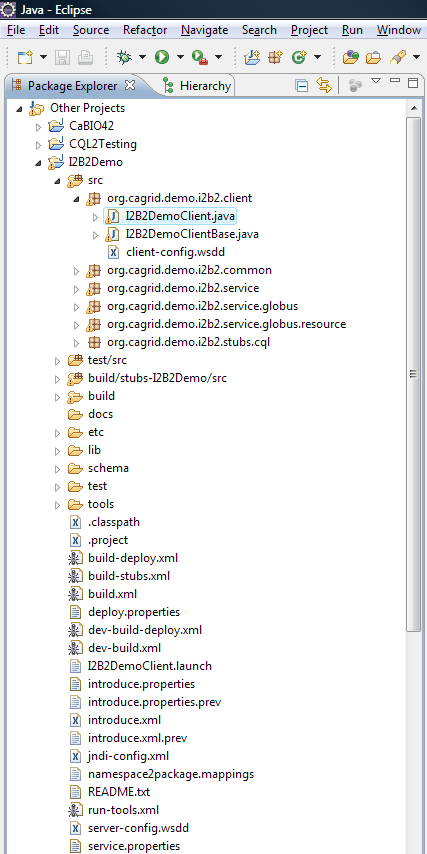 Java - Eclipse
File Edit Source Refactor Navigate Search Project Run Window
Package Explorer Hierarchy
Other Projects
CaBIO42
CQL2Testing
I2B2Demo
src
org.cagrid.demo.i2b2.client
I2B2DemoClient.java
I2B2DemoClientBase.java
client-config.wsdd
org.cagrid.demo.i2b2.common
org.cagrid.demo.i2b2.service
org.cagrid.demo.i2b2.service.globus
org.cagrid.demo.i2b2.service.globus.resource
org.cagrid.demo.i2b2.stubs.cql
test/src
build/stubs-I2B2Demo/src
build
docs
etc
lib
schema
test
tools
.classpath
.project
build-deploy.xml
build-stubs.xml
build.xml
deploy.properties
dev-build-deploy.xml
dev-build.xml
I2B2DemoClient.launch
introduce.properties
introduce.properties.prev
introduce.xml
introduce.xml.prev
jndi-config.xml
namespace2package.mappings
README.txt
run-tools.xml
server-config.wsdd
service.properties